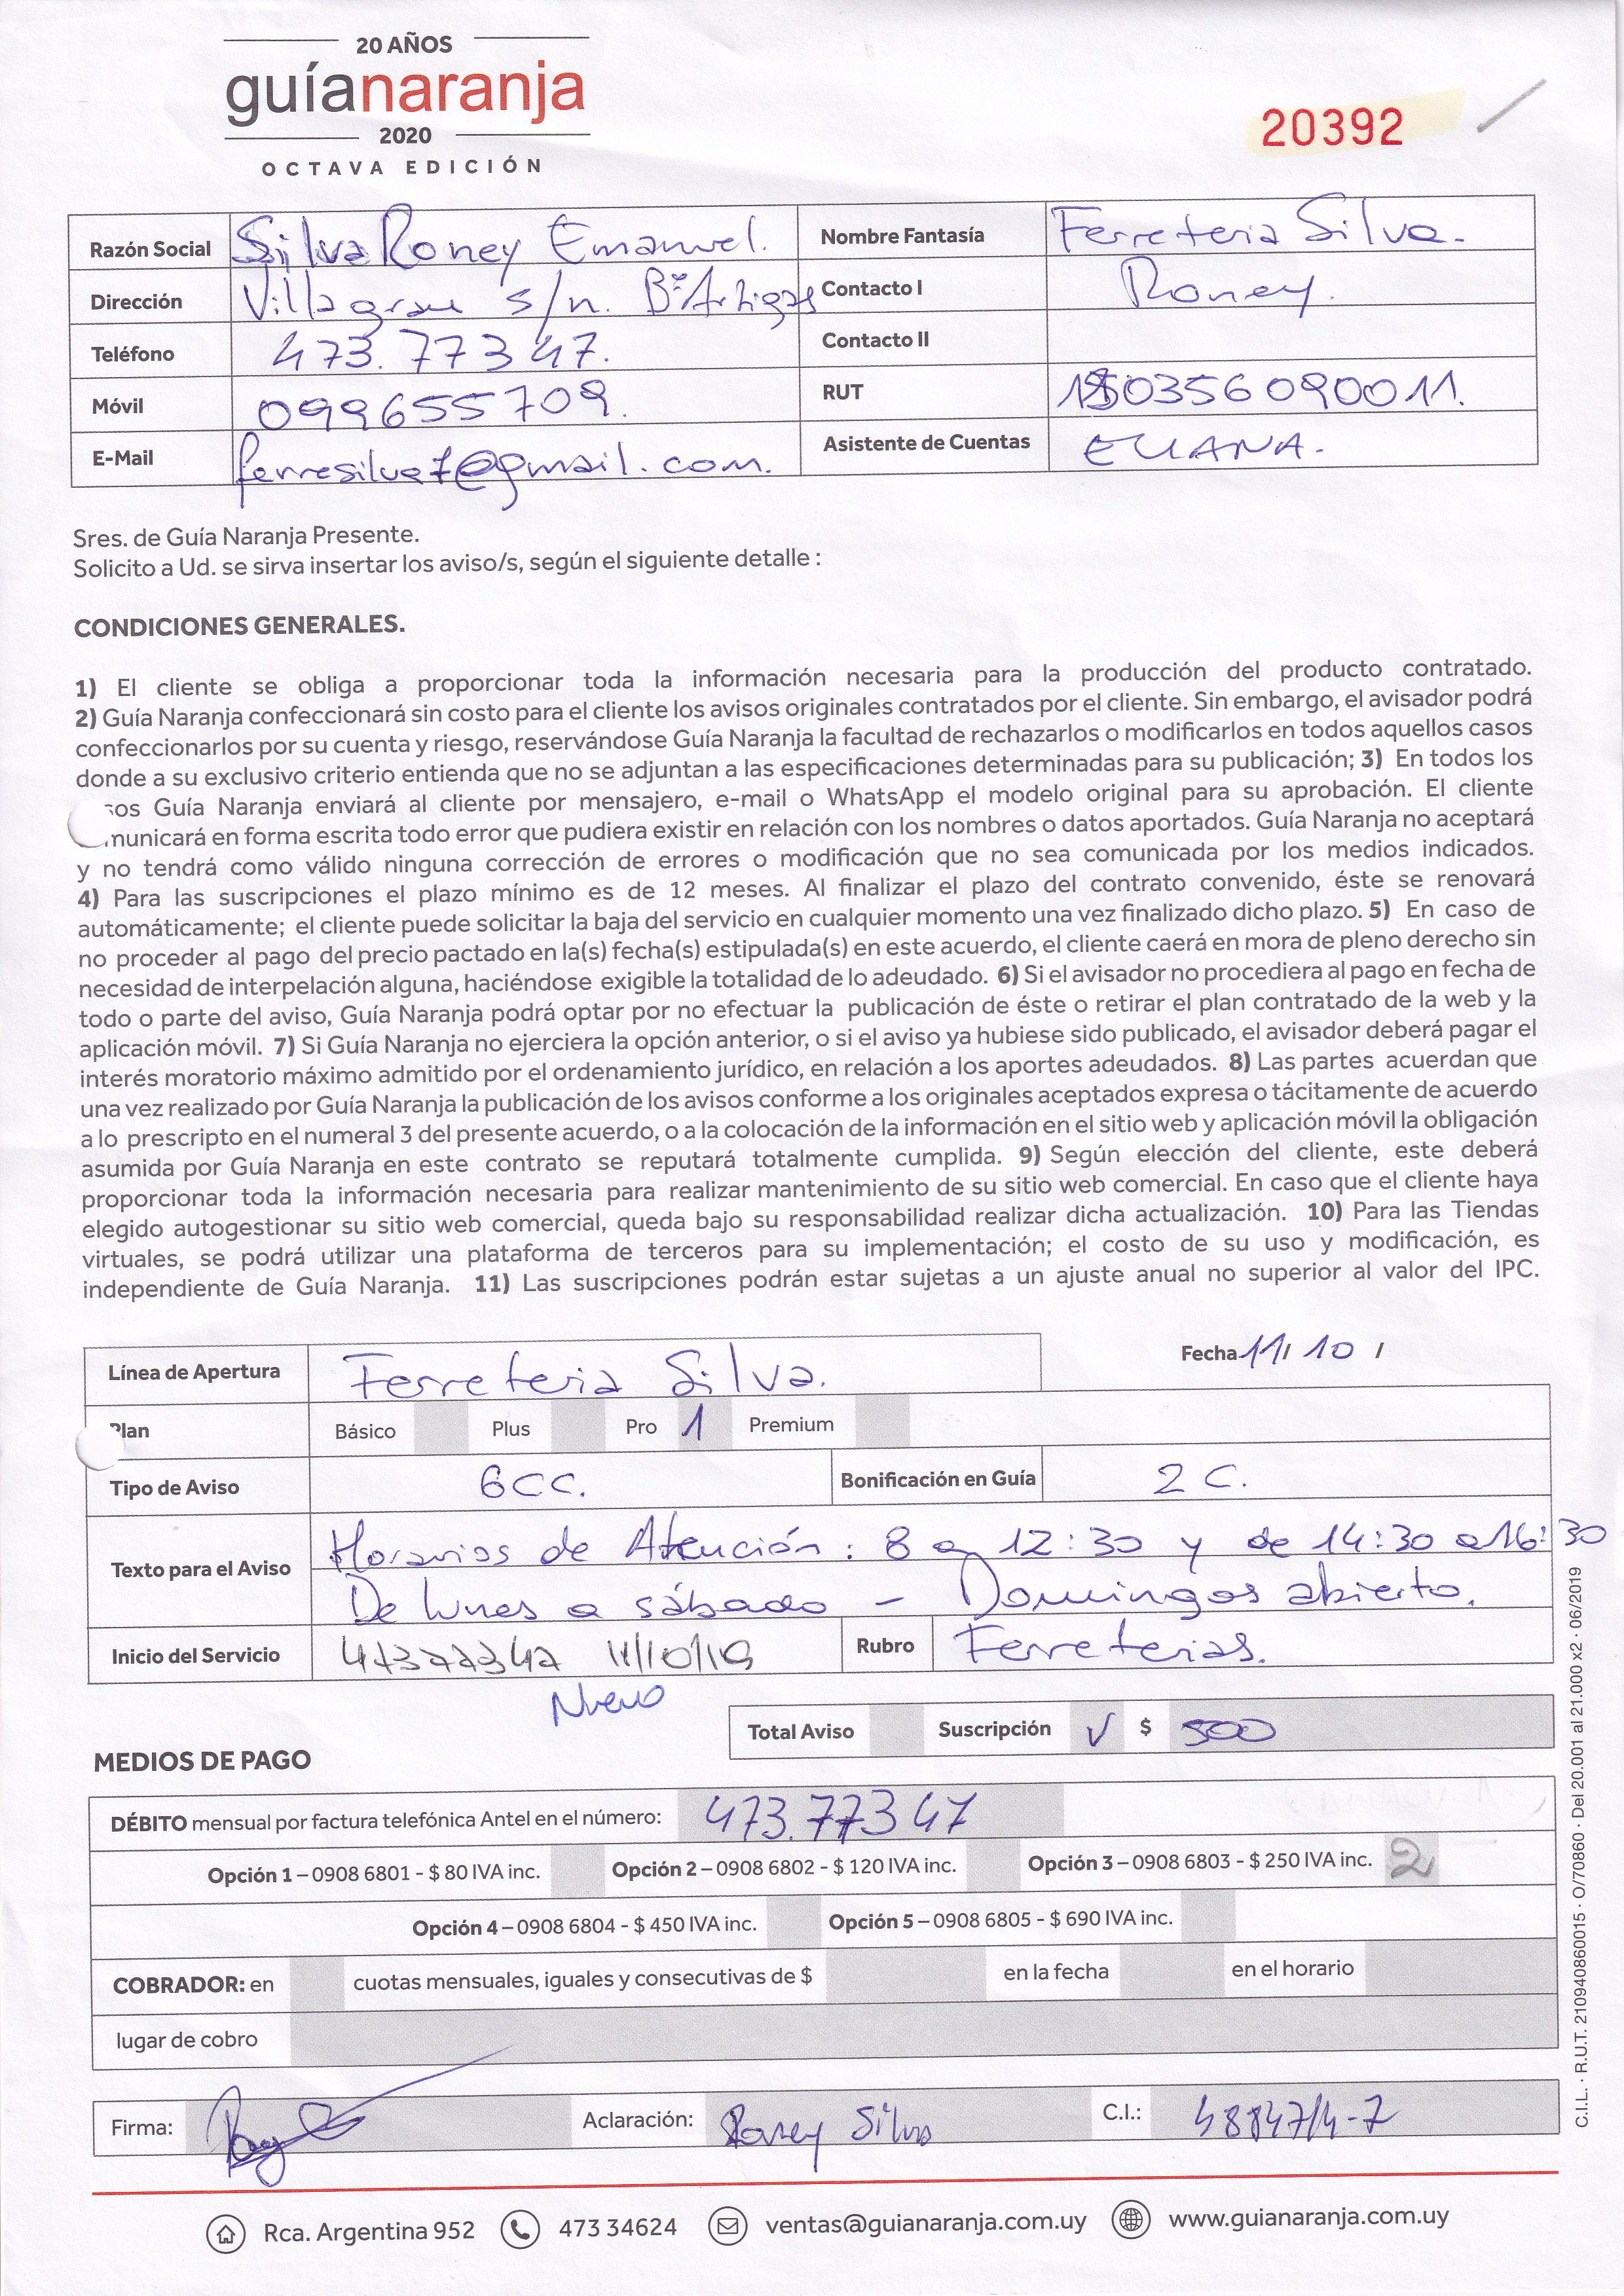 20 AÑOS
guíanaranja
2020
OCTAVA EDICIÓN
20392
Razón Social Silva Roney Emanuel. Nombre Fantasía Ferreteria Silva.
Dirección Villagran s/n. Bº Artigas Contacto I Roney.
Teléfono 473.77347. Contacto II
Móvil 099655709. RUT 150356090011.
E-Mail @gmail.com. Asistente de Cuentas ELIANA.
Sres. de Guía Naranja Presente.
Solicito a Ud. se sirva insertar los aviso/s, según el siguiente detalle :
CONDICIONES GENERALES.
1) El cliente se obliga a proporcionar toda la información necesaria para la producción del producto contratado.
2) Guía Naranja confeccionará sin costo para el cliente los avisos originales contratados por el cliente. Sin embargo, el avisador podrá
confeccionarlos por su cuenta y riesgo, reservándose Guía Naranja la facultad de rechazarlos o modificarlos en todos aquellos casos
donde a su exclusivo criterio entienda que no se adjuntan a las especificaciones determinadas para su publicación; 3) En todos los
sos Guía Naranja enviará al cliente por mensajero, e-mail o WhatsApp el modelo original para su aprobación. El cliente
municará en forma escrita todo error que pudiera existir en relación con los nombres o datos aportados. Guía Naranja no aceptará
y no tendrá como válido ninguna corrección de errores o modificación que no sea comunicada por los medios indicados.
4) Para las suscripciones el plazo mínimo es de 12 meses. Al finalizar el plazo del contrato convenido, éste se renovará
automáticamente; el cliente puede solicitar la baja del servicio en cualquier momento una vez finalizado dicho plazo. 5) En caso de
no proceder al pago del precio pactado en la(s) fecha(s) estipulada(s) en este acuerdo, el cliente caerá en mora de pleno derecho sin
necesidad de interpelación alguna, haciéndose exigible la totalidad de lo adeudado. 6) Si el avisador no procediera al pago en fecha de
todo o parte del aviso, Guía Naranja podrá optar por no efectuar la publicación de éste o retirar el plan contratado de la web y la
aplicación móvil. 7) Si Guía Naranja no ejerciera la opción anterior, o si el aviso ya hubiese sido publicado, el avisador deberá pagar el
interés moratorio máximo admitido por el ordenamiento jurídico, en relación a los aportes adeudados. 8) Las partes acuerdan que
una vez realizado por Guía Naranja la publicación de los avisos conforme a los originales aceptados expresa o tácitamente de acuerdo
a lo prescripto en el numeral 3 del presente acuerdo, o a la colocación de la información en el sitio web y aplicación móvil la obligación
asumida por Guía Naranja en este contrato se reputará totalmente cumplida. 9) Según elección del cliente, este deberá
proporcionar toda la información necesaria para realizar mantenimiento de su sitio web comercial. En caso que el cliente haya
elegido autogestionar su sitio web comercial, queda bajo su responsabilidad realizar dicha actualización. 10) Para las Tiendas
virtuales, se podrá utilizar una plataforma de terceros para su implementación; el costo de su uso y modificación, es
independiente de Guía Naranja. 11) Las suscripciones podrán estar sujetas a un ajuste anual no superior al valor del IPC.
Línea de Apertura Ferreteria Silva. Fecha 11/ 10 /
Plan Básico Plus Pro 1 Premium
Tipo de Aviso 6CC. Bonificación en Guía 2 C.
Texto para el Aviso Horarios de Atención : 8 a 12:30 y de 14:30 a 16:30
De lunes a sábado - Domingos abierto.
Inicio del Servicio 47377347 11/10/19 Rubro Ferreterias.
Nuevo
Total Aviso Suscripción ✓ $ 500
MEDIOS DE PAGO
DÉBITO mensual por factura telefónica Antel en el número: 473.77347
Opción 1 – 0908 6801 - $ 80 IVA inc. Opción 2 – 0908 6802 - $ 120 IVA inc. Opción 3 – 0908 6803 - $ 250 IVA inc. 2
Opción 4 – 0908 6804 - $ 450 IVA inc. Opción 5 – 0908 6805 - $ 690 IVA inc.
COBRADOR: en cuotas mensuales, iguales y consecutivas de $ en la fecha en el horario
lugar de cobro
Firma: Aclaración: Roney Silva C.I.:
Rca. Argentina 952 473 34624 ventas@guianaranja.com.uy www.guianaranja.com.uy
C.I.L. · R.U.T. 210940860015 · O/70860 · Del 20.001 al 21.000 x2 · 06/2019